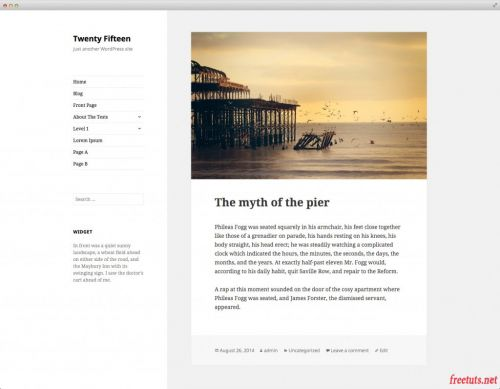 Twenty Fifteen
Just another WordPress site
Home
Blog
Front Page
About The Tests
Level 1
Lorem Ipsum
Page A
Page B
Search …
WIDGET
In front was a quiet sunny
landscape, a wheat field ahead
on either side of the road, and
the Maybury Inn with its
swinging sign. I saw the doctor's
cart ahead of me.
The myth of the pier
Phileas Fogg was seated squarely in his armchair, his feet close together
like those of a grenadier on parade, his hands resting on his knees, his
body straight, his head erect; he was steadily watching a complicated
clock which indicated the hours, the minutes, the seconds, the days, the
months, and the years. At exactly half-past eleven Mr. Fogg would,
according to his daily habit, quit Saville Row, and repair to the Reform.
A rap at this moment sounded on the door of the cosy apartment where
Phileas Fogg was seated, and James Forster, the dismissed servant,
appeared.
August 26, 2014 admin Uncategorized Leave a comment Edit
freetuts.net